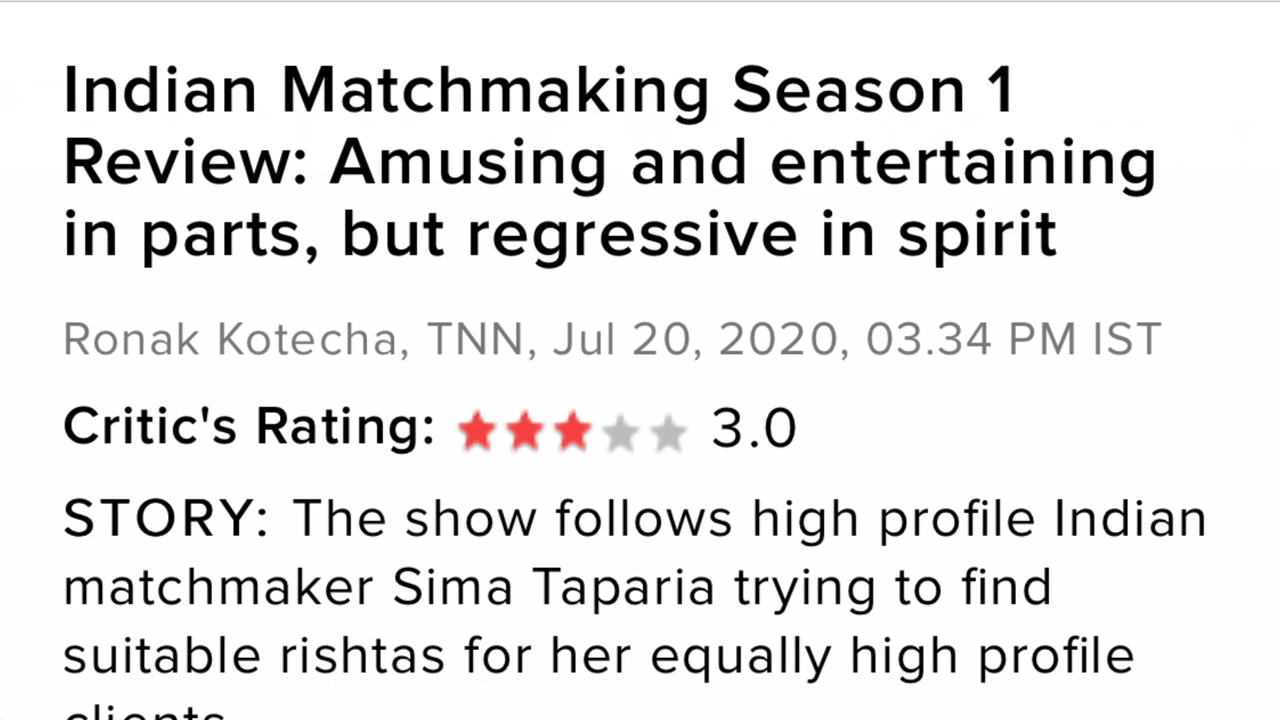 Indian Matchmaking Season 1
Review: Amusing and entertaining
in parts, but regressive in spirit
Ronak Kotecha, TNN, Jul 20, 2020, 03.34 PM IST
Critic's Rating: 3.0
STORY: The show follows high profile Indian
matchmaker Sima Taparia trying to find
suitable rishtas for her equally high profile
clients